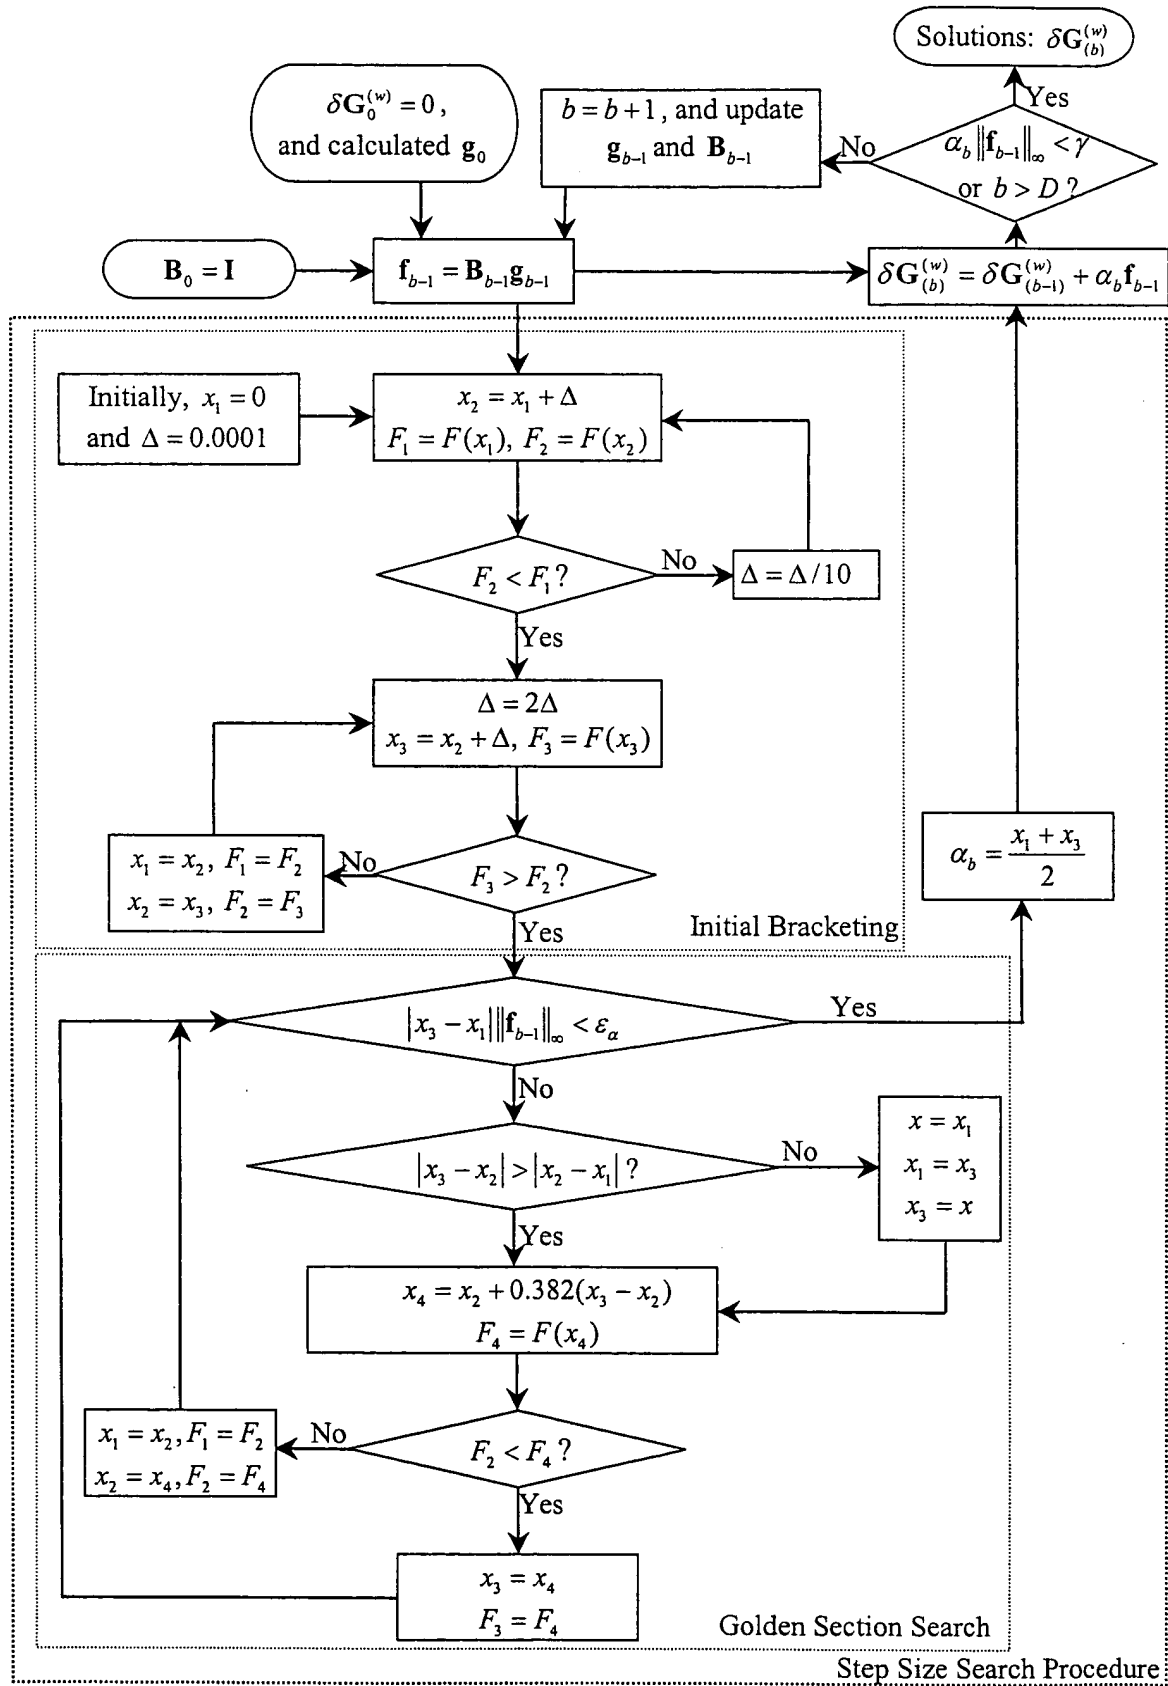 Solutions: δG_(b)^(w)
δG_0^(w) = 0,
and calculated g_0
b = b+1, and update
g_{b-1} and B_{b-1}
No
Yes
α_b ‖f_{b-1}‖_∞ < γ
or b > D ?
B_0 = I
f_{b-1} = B_{b-1} g_{b-1}
δG_(b)^(w) = δG_(b-1)^(w) + α_b f_{b-1}
Initially, x_1 = 0
and Δ = 0.0001
x_2 = x_1 + Δ
F_1 = F(x_1), F_2 = F(x_2)
F_2 < F_1 ?
No
Δ = Δ/10
Yes
Δ = 2Δ
x_3 = x_2 + Δ, F_3 = F(x_3)
x_1 = x_2, F_1 = F_2
x_2 = x_3, F_2 = F_3
No
F_3 > F_2 ?
α_b = (x_1 + x_3)/2
Yes
Initial Bracketing
|x_3 − x_1| ‖f_{b-1}‖_∞ < ε_α
Yes
No
|x_3 − x_2| > |x_2 − x_1| ?
No
x = x_1
x_1 = x_3
x_3 = x
Yes
x_4 = x_2 + 0.382(x_3 − x_2)
F_4 = F(x_4)
x_1 = x_2, F_1 = F_2
x_2 = x_4, F_2 = F_4
No
F_2 < F_4 ?
Yes
x_3 = x_4
F_3 = F_4
Golden Section Search
Step Size Search Procedure